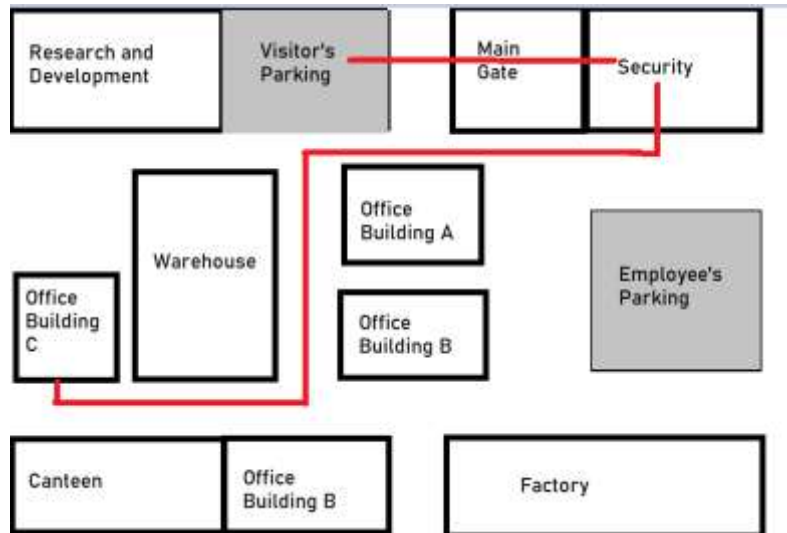 Research and
Development
Visitor's
Parking
Main
Gate
Security
Office
Building A
Warehouse
Employee's
Parking
Office
Building
C
Office
Building B
Canteen
Office
Building B
Factory